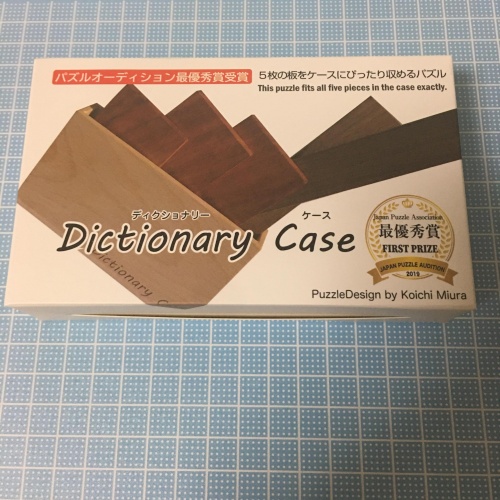 パズルオーディション最優秀賞受賞
5枚の板をケースにぴったり収めるパズル
This puzzle fits all five pieces in the case exactly.
ディクショナリー ケース
Dictionary Case
Dictionary C
Japan Puzzle Association
最優秀賞
FIRST PRIZE
JAPAN PUZZLE AUDITION
2019
PuzzleDesign by Koichi Miura